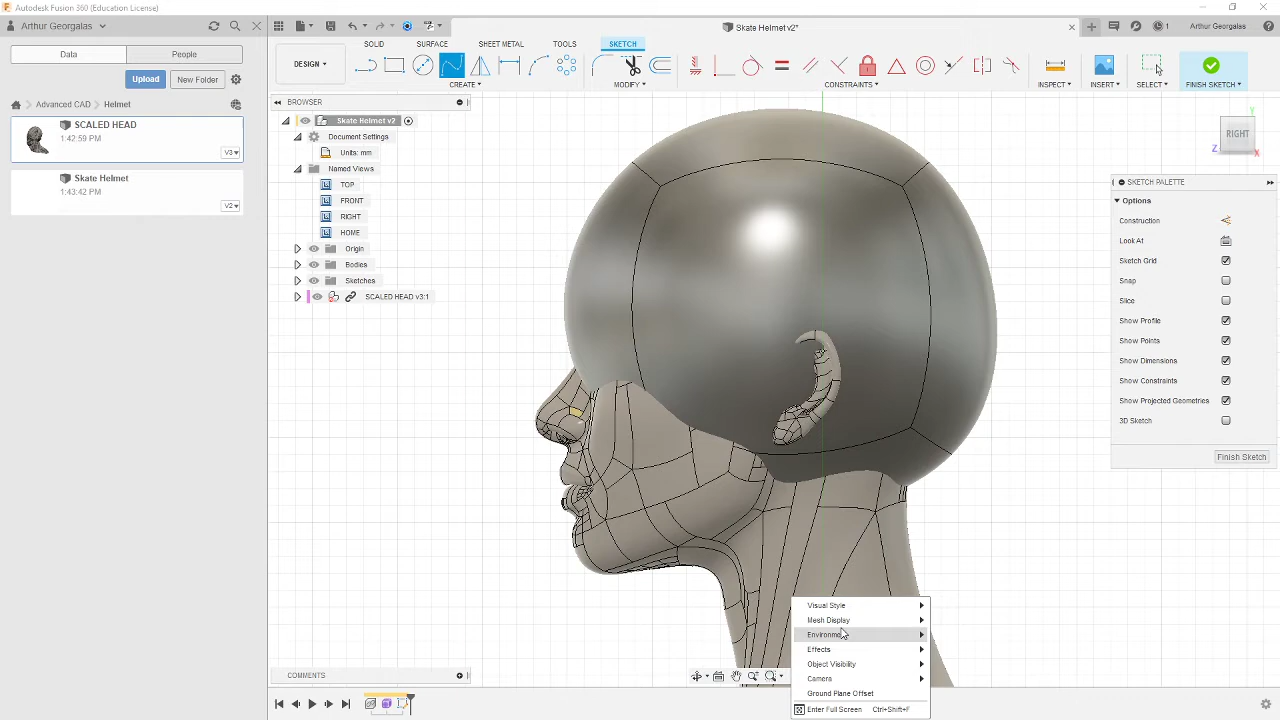 Autodesk Fusion 360 (Education License)
Arthur Georgalas
Skate Helmet v2*
1
Arthur Georgalas
Data
People
SOLID
SURFACE
SHEET METAL
TOOLS
SKETCH
Upload
New Folder
DESIGN
CREATE
MODIFY
CONSTRAINTS
INSPECT
INSERT
SELECT
FINISH SKETCH
Advanced CAD
Helmet
BROWSER
SCALED HEAD
1:42:59 PM
V3
Skate Helmet
1:43:42 PM
V2
Skate Helmet v2
Document Settings
Units: mm
Named Views
TOP
FRONT
RIGHT
HOME
Origin
Bodies
Sketches
SCALED HEAD v3:1
RIGHT
Y
Z
X
SKETCH PALETTE
Options
Construction
Look At
Sketch Grid
Snap
Slice
Show Profile
Show Points
Show Dimensions
Show Constraints
Show Projected Geometries
3D Sketch
Finish Sketch
Visual Style
Mesh Display
Environme
Effects
Object Visibility
Camera
Ground Plane Offset
Enter Full Screen Ctrl+Shift+F
COMMENTS